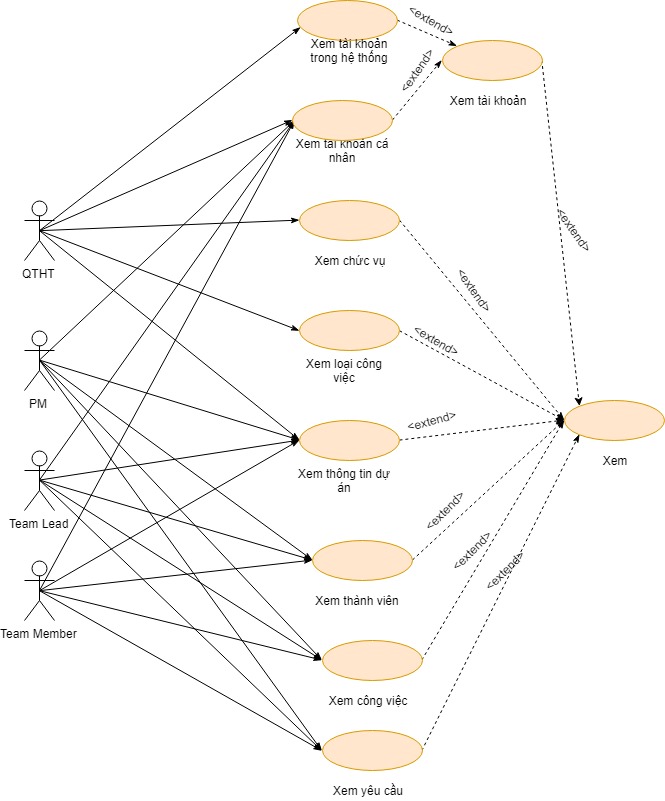 <extend>
Xem tài khoản
trong hệ thống
<extend>
Xem tài khoản
Xem tài khoản cá
nhân
<extend>
QTHT
Xem chức vụ
<extend>
Xem loại công
việc
<extend>
PM
<extend>
Xem thông tin dự
án
Xem
Team Lead
<extend>
<extend>
<extend>
Xem thành viên
Team Member
Xem công việc
Xem yêu cầu